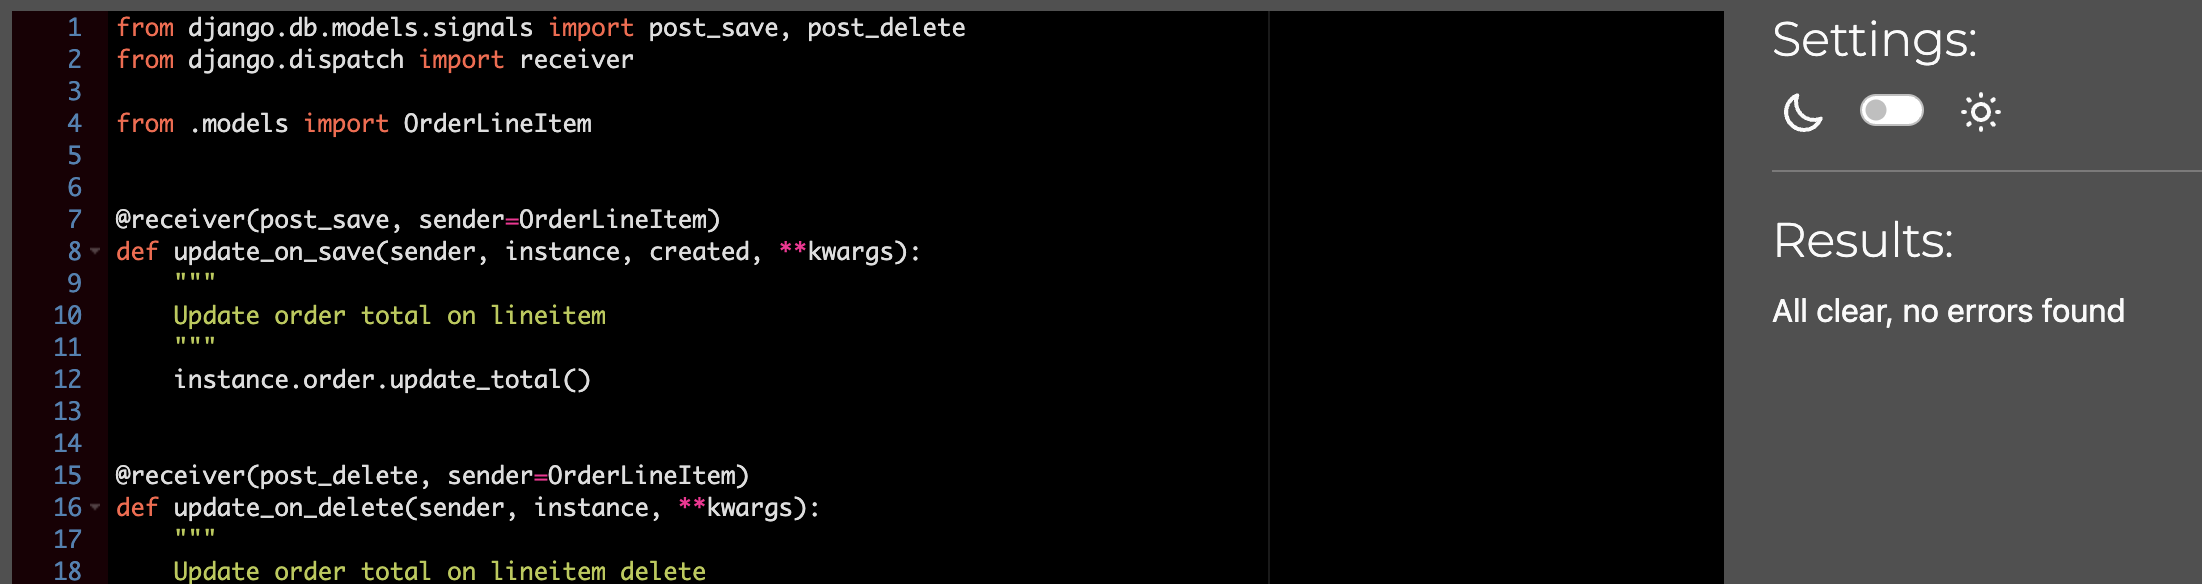 1 from django.db.models.signals import post_save, post_delete
2 from django.dispatch import receiver
3
4 from .models import OrderLineItem
5
6
7 @receiver(post_save, sender=OrderLineItem)
8 def update_on_save(sender, instance, created, **kwargs):
9     """
10     Update order total on lineitem
11     """
12     instance.order.update_total()
13
14
15 @receiver(post_delete, sender=OrderLineItem)
16 def update_on_delete(sender, instance, **kwargs):
17     """
18     Update order total on lineitem delete
Settings:
Results:
All clear, no errors found